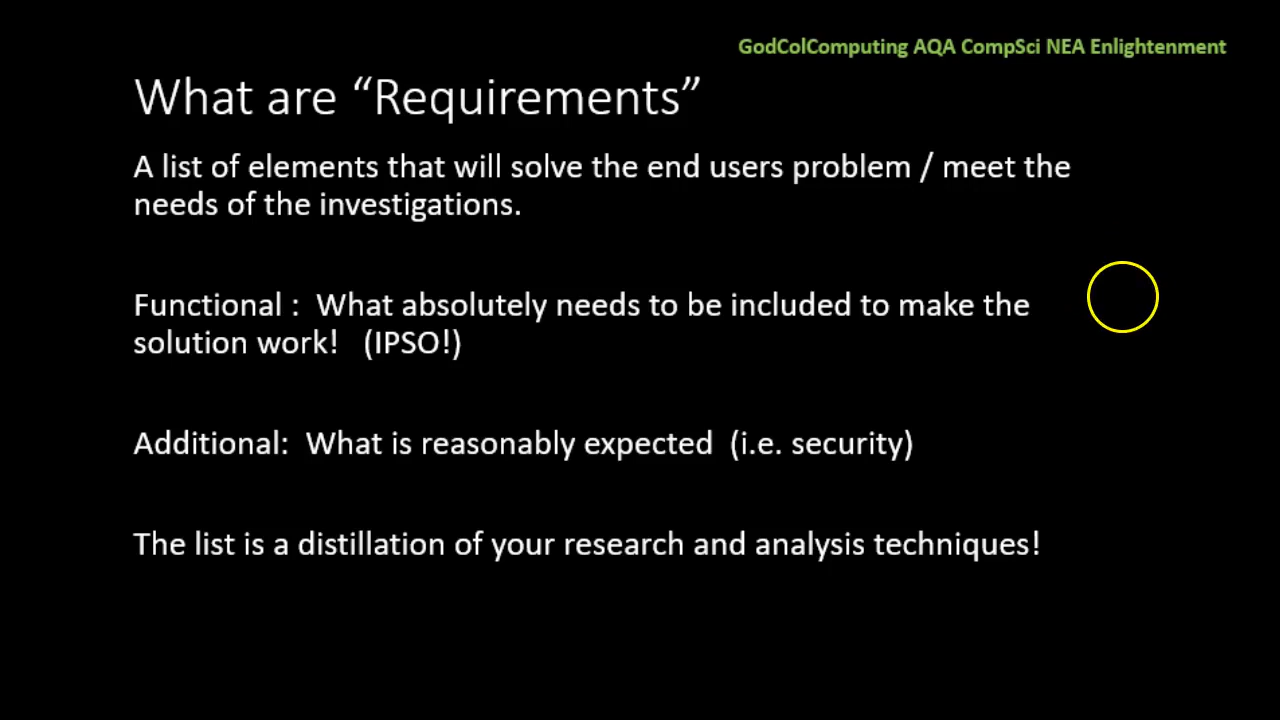 GodColComputing AQA CompSci NEA Enlightenment
What are “Requirements”
A list of elements that will solve the end users problem / meet the
needs of the investigations.
Functional :  What absolutely needs to be included to make the
solution work!   (IPSO!)
Additional:  What is reasonably expected  (i.e. security)
The list is a distillation of your research and analysis techniques!